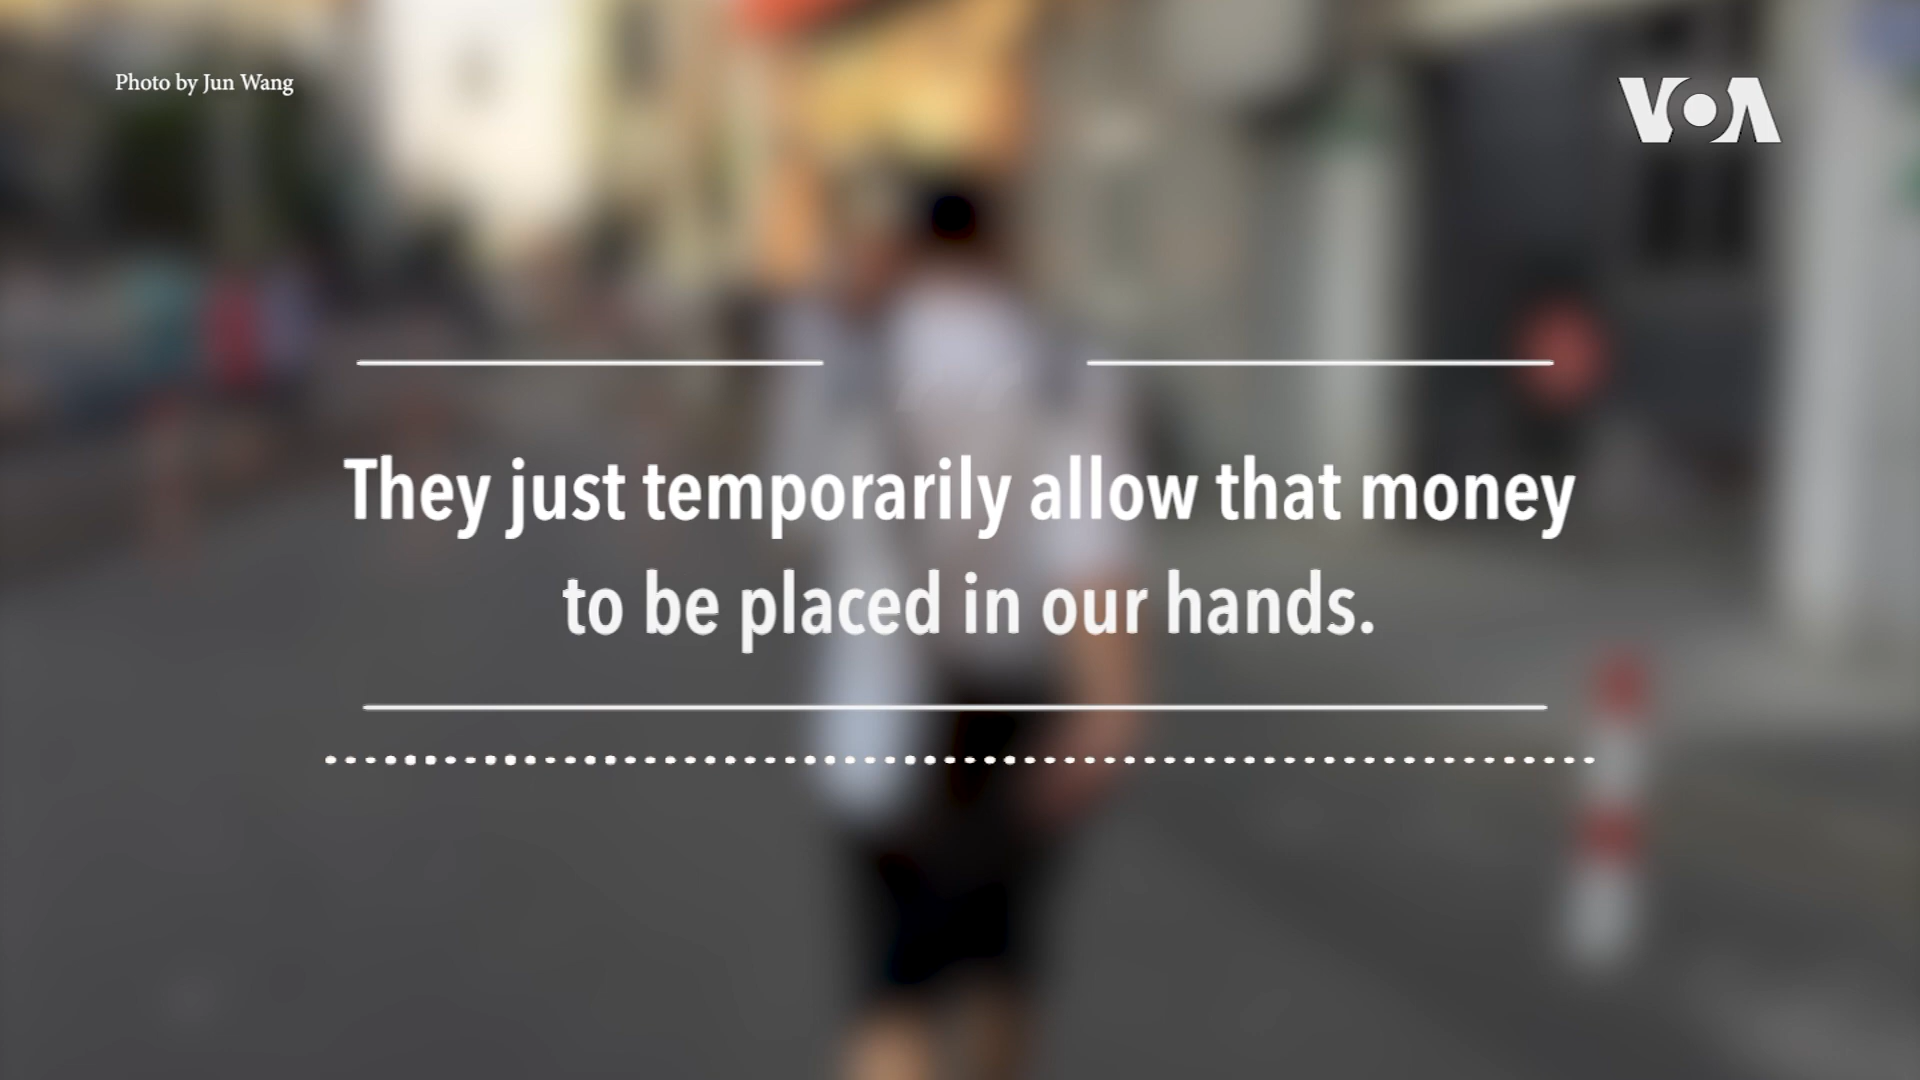 Photo by Jun Wang
VOA
They just temporarily allow that money
to be placed in our hands.